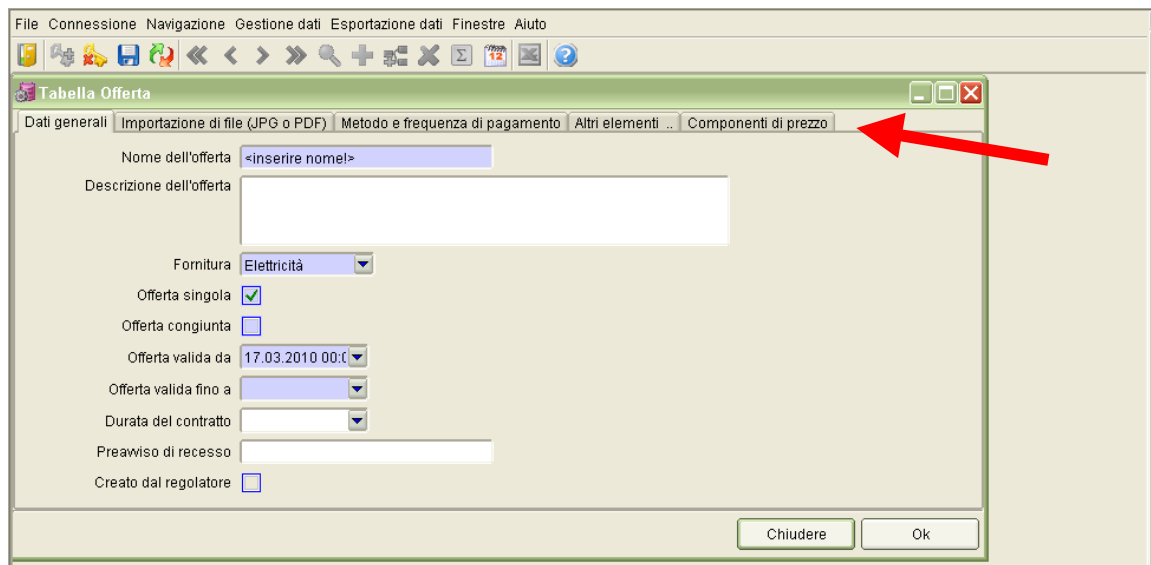 File Connessione Navigazione Gestione dati Esportazione dati Finestre Aiuto
12
Tabella Offerta
Dati generali Importazione di file (JPG o PDF) Metodo e frequenza di pagamento Altri elementi .. Componenti di prezzo
Nome dell'offerta <inserire nome!>
Descrizione dell'offerta
Fornitura Elettricità
Offerta singola
Offerta congiunta
Offerta valida da 17.03.2010 00:0
Offerta valida fino a
Durata del contratto
Preavviso di recesso
Creato dal regolatore
Chiudere Ok